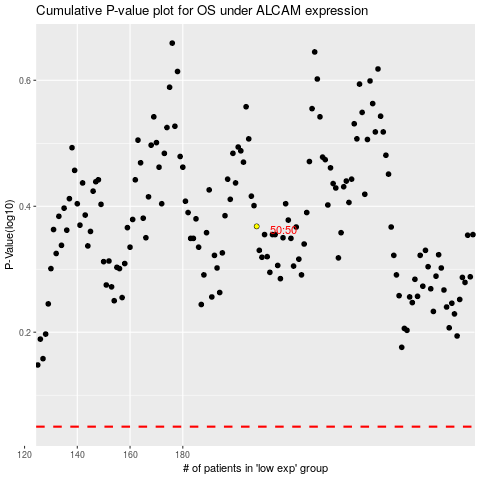 Cumulative P-value plot for OS under ALCAM expression
P-Value(log10)
0.6
0.4
0.2
50:50
120 140 160 180
# of patients in 'low exp' group